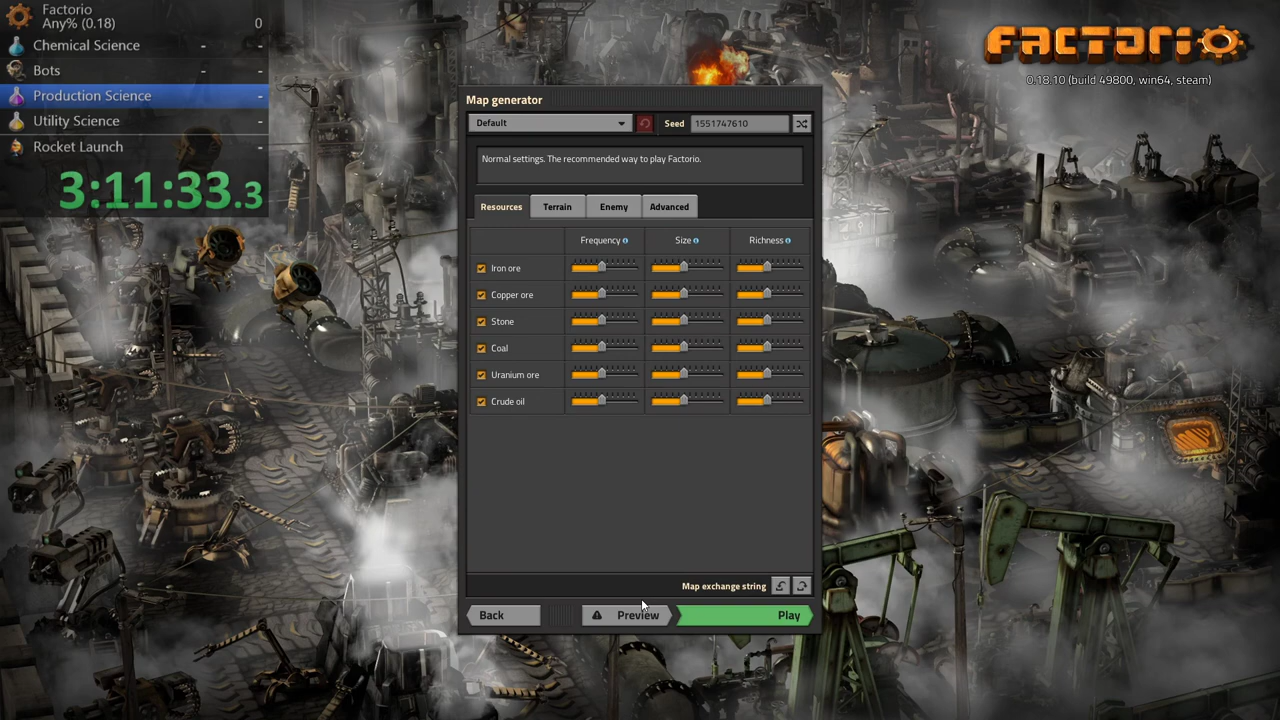 Factorio
Any% (0.18) 0
Chemical Science - -
Bots - -
Production Science -
Utility Science - -
Rocket Launch -
3:11:33.3
FACTORIO
0.18.10 (build 49800, win64, steam)
Map generator
Default Seed 1551747610
Normal settings. The recommended way to play Factorio.
Resources Terrain Enemy Advanced
Frequency Size Richness
Iron ore
Copper ore
Stone
Coal
Uranium ore
Crude oil
Map exchange string
Back Preview Play